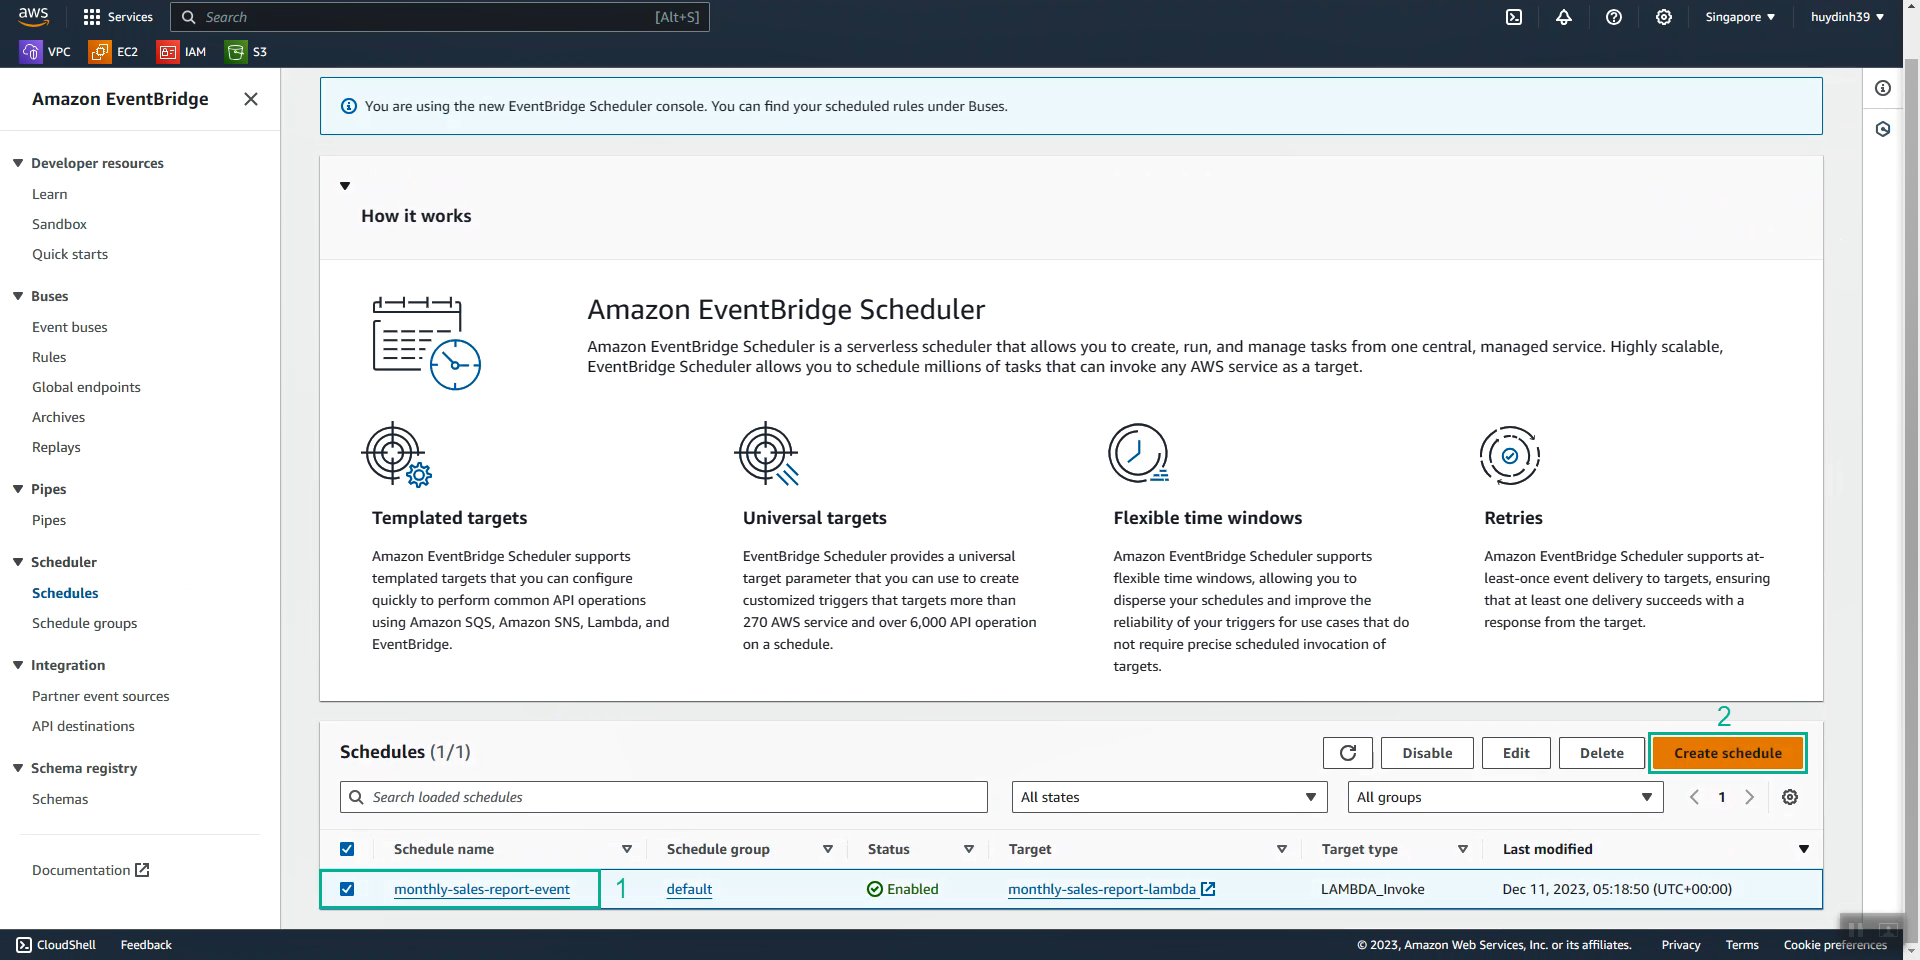 aws
Services
Search
[Alt+S]
Singapore
huydinh39
VPC
EC2
IAM
S3
Amazon EventBridge
Developer resources
Learn
Sandbox
Quick starts
Buses
Event buses
Rules
Global endpoints
Archives
Replays
Pipes
Pipes
Scheduler
Schedules
Schedule groups
Integration
Partner event sources
API destinations
Schema registry
Schemas
Documentation
You are using the new EventBridge Scheduler console. You can find your scheduled rules under Buses.
How it works
Amazon EventBridge Scheduler
Amazon EventBridge Scheduler is a serverless scheduler that allows you to create, run, and manage tasks from one central, managed service. Highly scalable,
EventBridge Scheduler allows you to schedule millions of tasks that can invoke any AWS service as a target.
Templated targets
Amazon EventBridge Scheduler supports
templated targets that you can configure
quickly to perform common API operations
using Amazon SQS, Amazon SNS, Lambda, and
EventBridge.
Universal targets
EventBridge Scheduler provides a universal
target parameter that you can use to create
customized triggers that targets more than
270 AWS service and over 6,000 API operation
on a schedule.
Flexible time windows
Amazon EventBridge Scheduler supports
flexible time windows, allowing you to
disperse your schedules and improve the
reliability of your triggers for use cases that do
not require precise scheduled invocation of
targets.
Retries
Amazon EventBridge Scheduler supports at-
least-once event delivery to targets, ensuring
that at least one delivery succeeds with a
response from the target.
2
Schedules (1/1)
Disable
Edit
Delete
Create schedule
Search loaded schedules
All states
All groups
1
Schedule name
Schedule group
Status
Target
Target type
Last modified
monthly-sales-report-event
1
default
Enabled
monthly-sales-report-lambda
LAMBDA_Invoke
Dec 11, 2023, 05:18:50 (UTC+00:00)
CloudShell
Feedback
© 2023, Amazon Web Services, Inc. or its affiliates.
Privacy
Terms
Cookie preferences